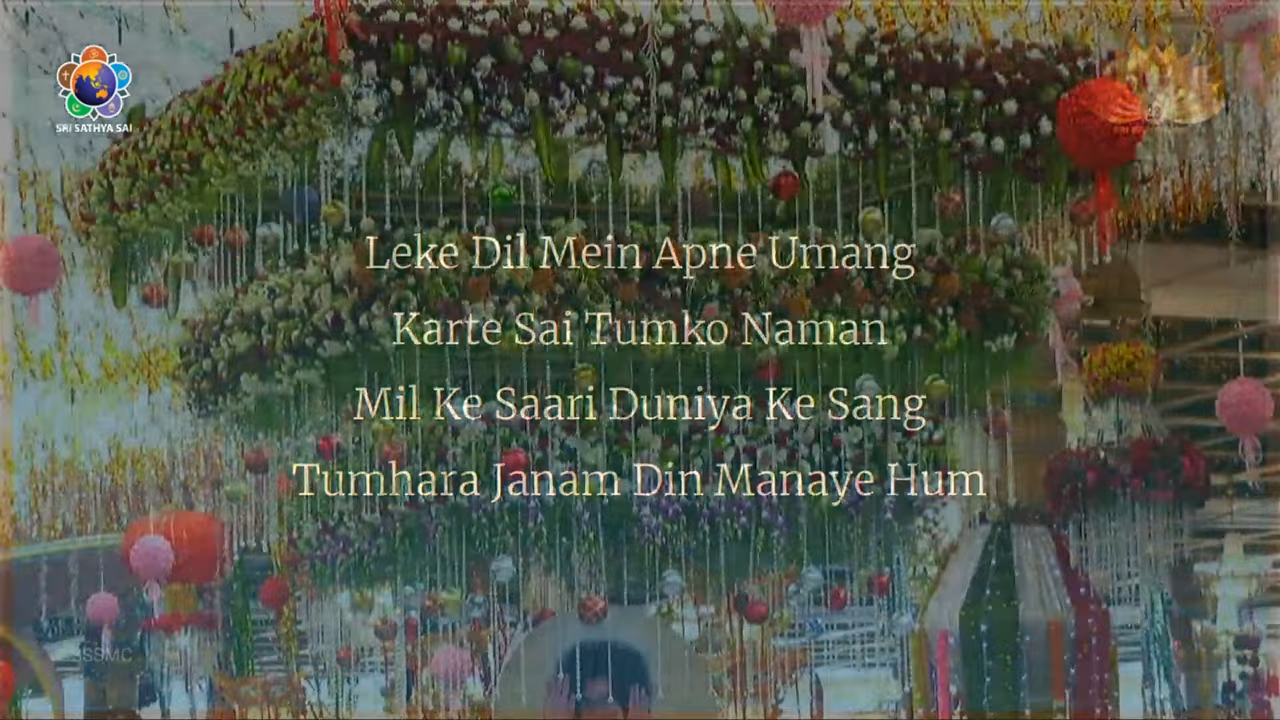 SRI SATHYA SAI
Leke Dil Mein Apne Umang
Karte Sai Tumko Naman
Mil Ke Saari Duniya Ke Sang
Tumhara Janam Din Manaye Hum
SSSMC